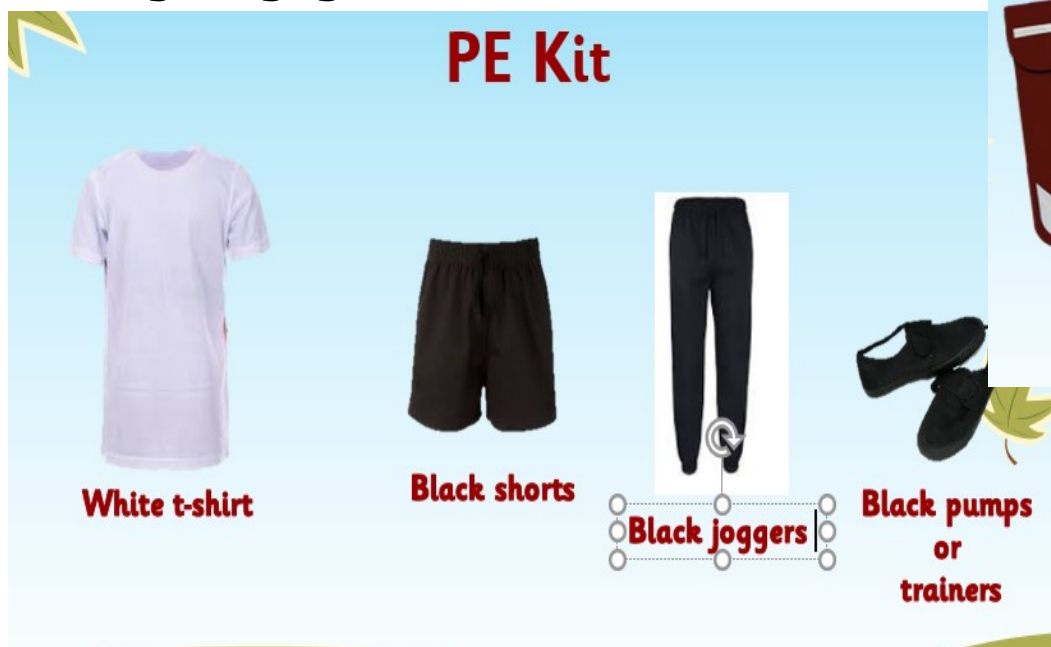 PE Kit
White t-shirt
Black shorts
Black joggers
Black pumps
or
trainers